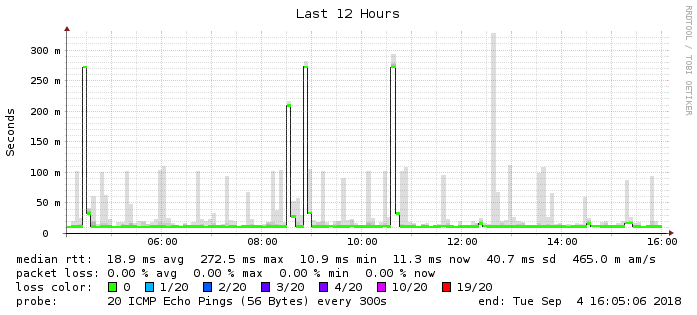 Last 12 Hours
RRDTOOL / TOBI OETIKER
Seconds
300 m
250 m
200 m
150 m
100 m
50 m
0
06:00 08:00 10:00 12:00 14:00 16:00
median rtt: 18.9 ms avg 272.5 ms max 10.9 ms min 11.3 ms now 40.7 ms sd 465.0 m am/s
packet loss: 0.00 % avg 0.00 % max 0.00 % min 0.00 % now
loss color: 0 1/20 2/20 3/20 4/20 10/20 19/20
probe: 20 ICMP Echo Pings (56 Bytes) every 300s end: Tue Sep 4 16:05:06 2018